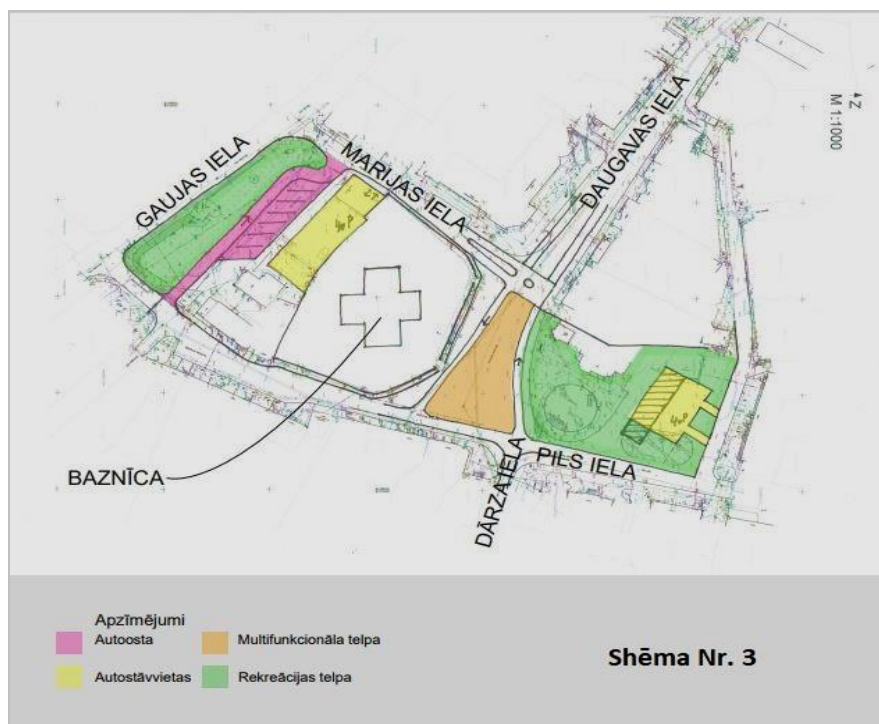 GAUJAS IELA
MARIJAS IELA
DAUGAVAS IELA
Z
M 1:1000
BAZNĪCA
DĀRZA IELA
PILS IELA
Apzīmējumi
Autoosta
Multifunkcionāla telpa
Autostāvvietas
Rekreācijas telpa
Shēma Nr. 3